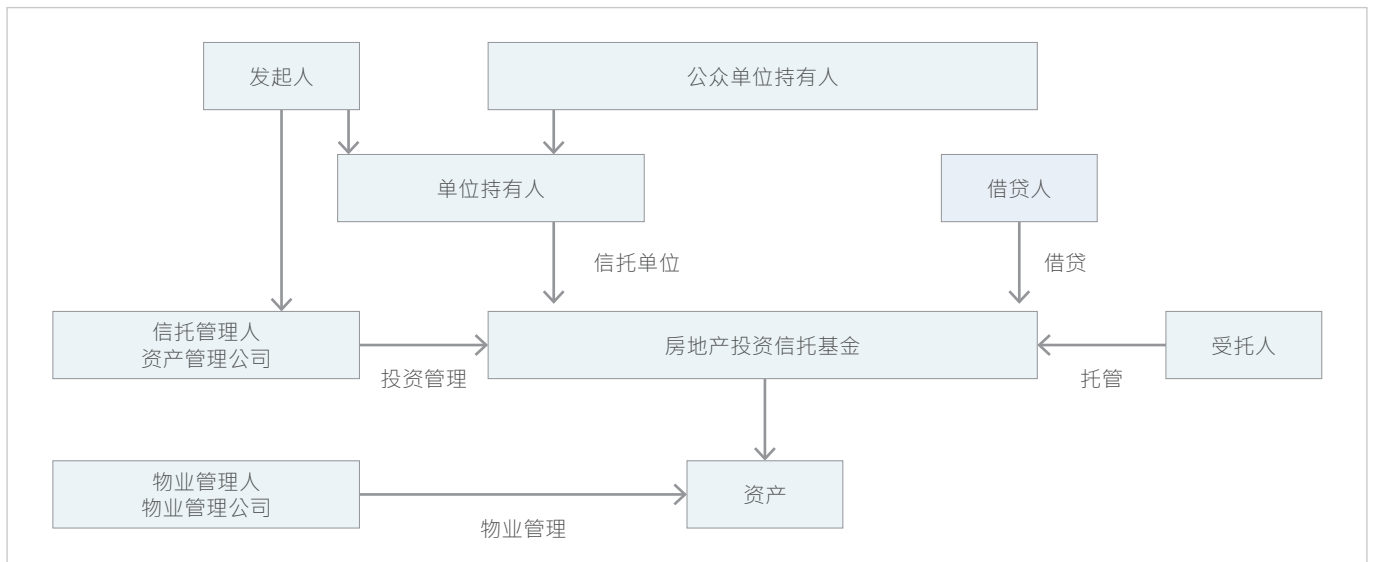 发起人
公众单位持有人
单位持有人
借贷人
信托单位
借贷
信托管理人
资产管理公司
房地产投资信托基金
受托人
投资管理
托管
物业管理人
物业管理公司
资产
物业管理